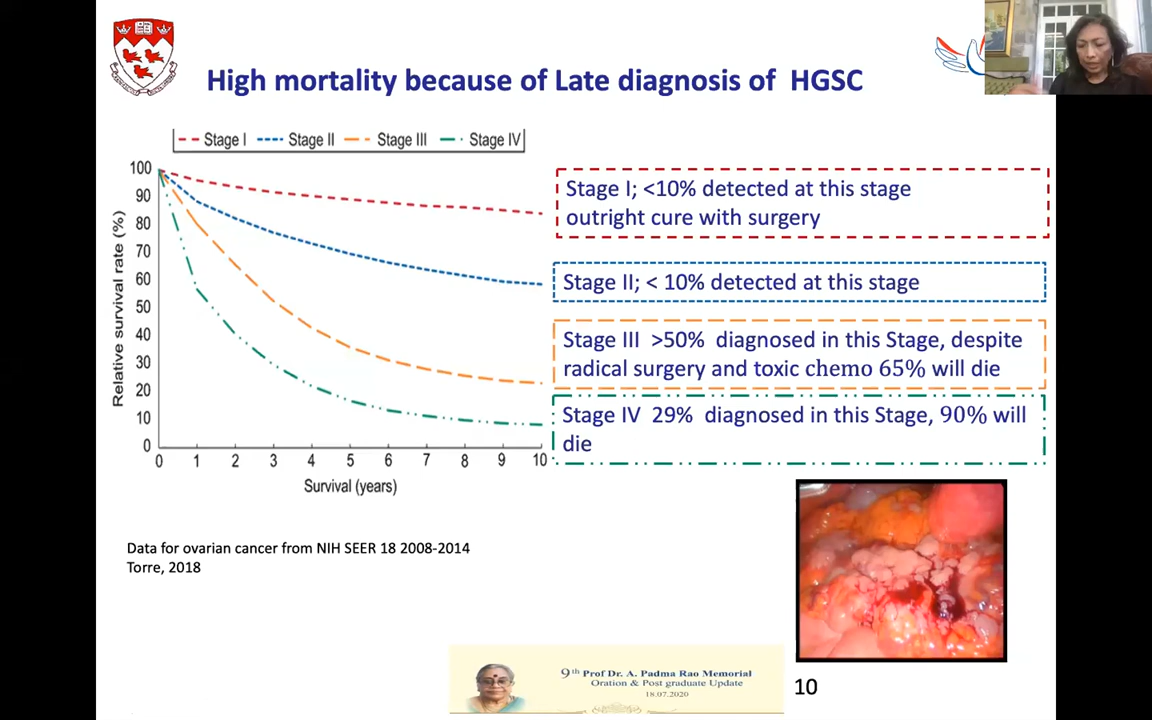 High mortality because of Late diagnosis of HGSC
Stage I Stage II Stage III Stage IV
100
90
80
70
60
50
40
30
20
10
0
Relative survival rate (%)
0 1 2 3 4 5 6 7 8 9 10
Survival (years)
Stage I; <10% detected at this stage
outright cure with surgery
Stage II; < 10% detected at this stage
Stage III >50% diagnosed in this Stage, despite
radical surgery and toxic chemo 65% will die
Stage IV 29% diagnosed in this Stage, 90% will
die
Data for ovarian cancer from NIH SEER 18 2008-2014
Torre, 2018
9th Prof Dr. A. Padma Rao Memorial
Oration & Post graduate Update
18.07.2020
10